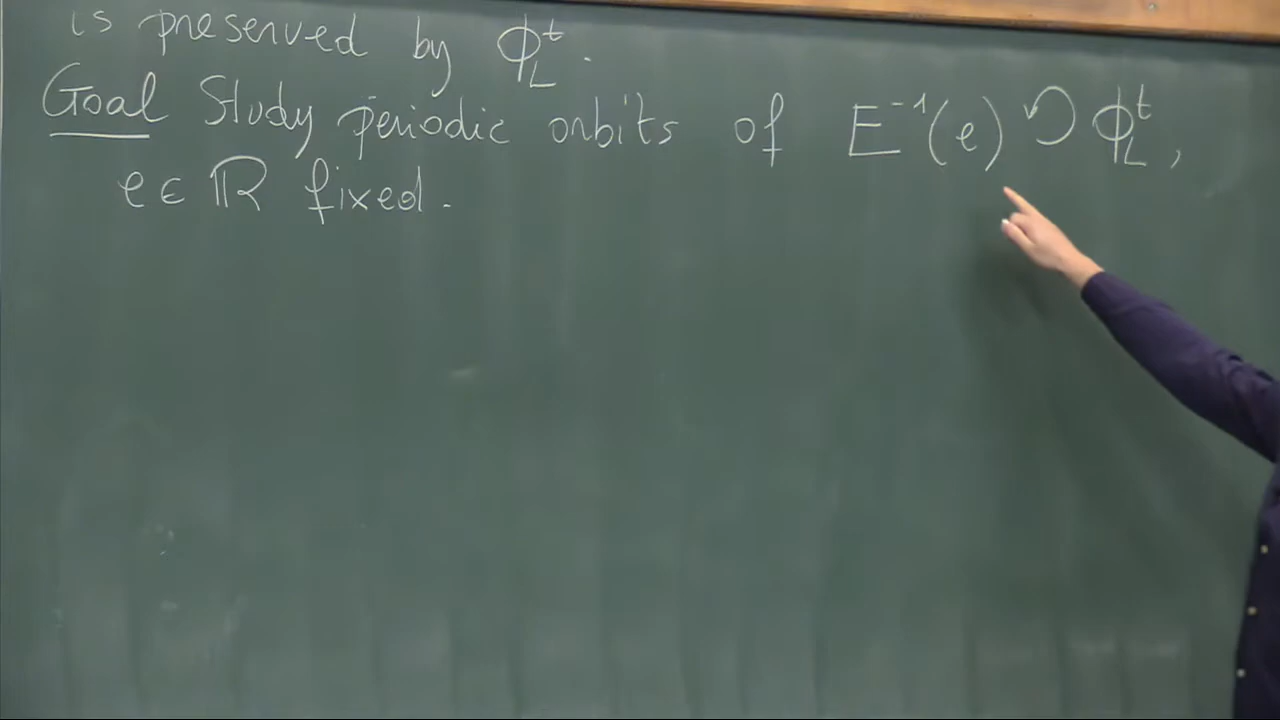 is preserved by ϕ_L^t.
Goal Study periodic orbits of E^{-1}(e) ↺ ϕ_L^t,
e ∈ ℝ fixed.